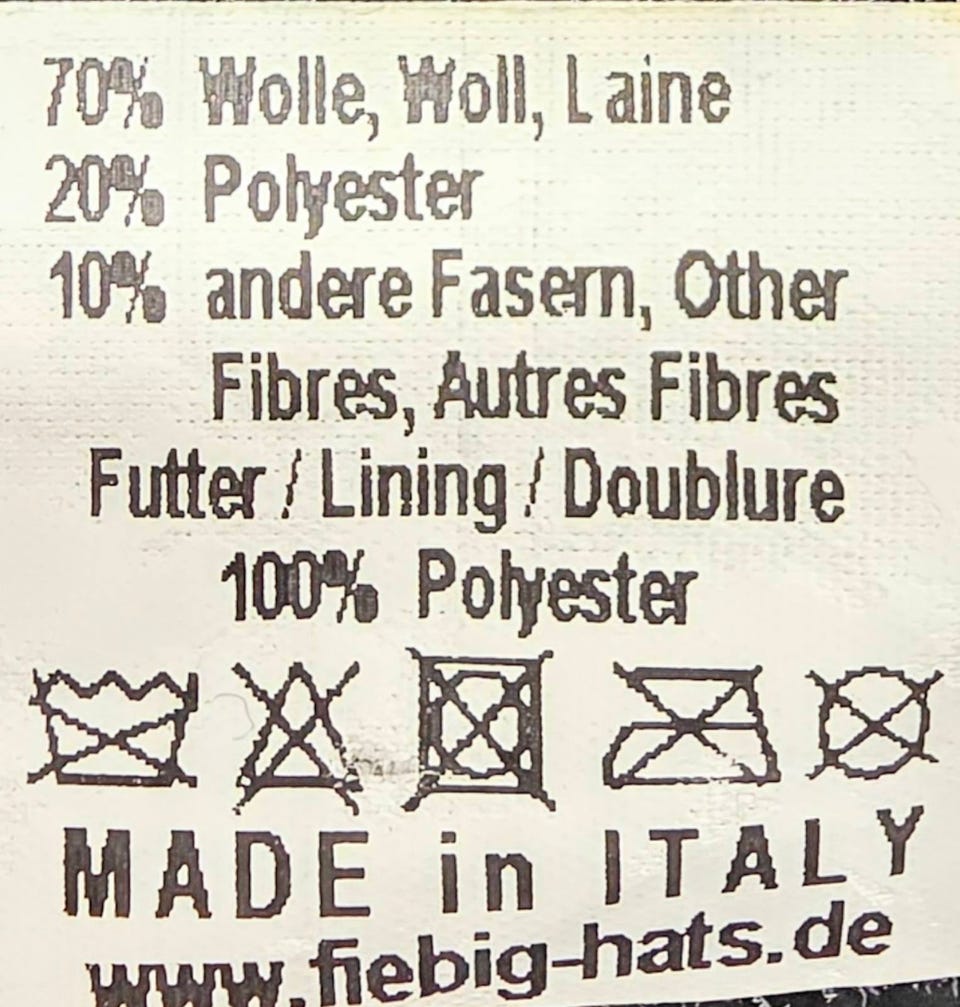 70% Wolle, Woll, Laine
20% Polyester
10% andere Fasern, Other
Fibres, Autres Fibres
Futter / Lining / Doublure
100% Polyester
MADE in ITALY
www.fiebig-hats.de